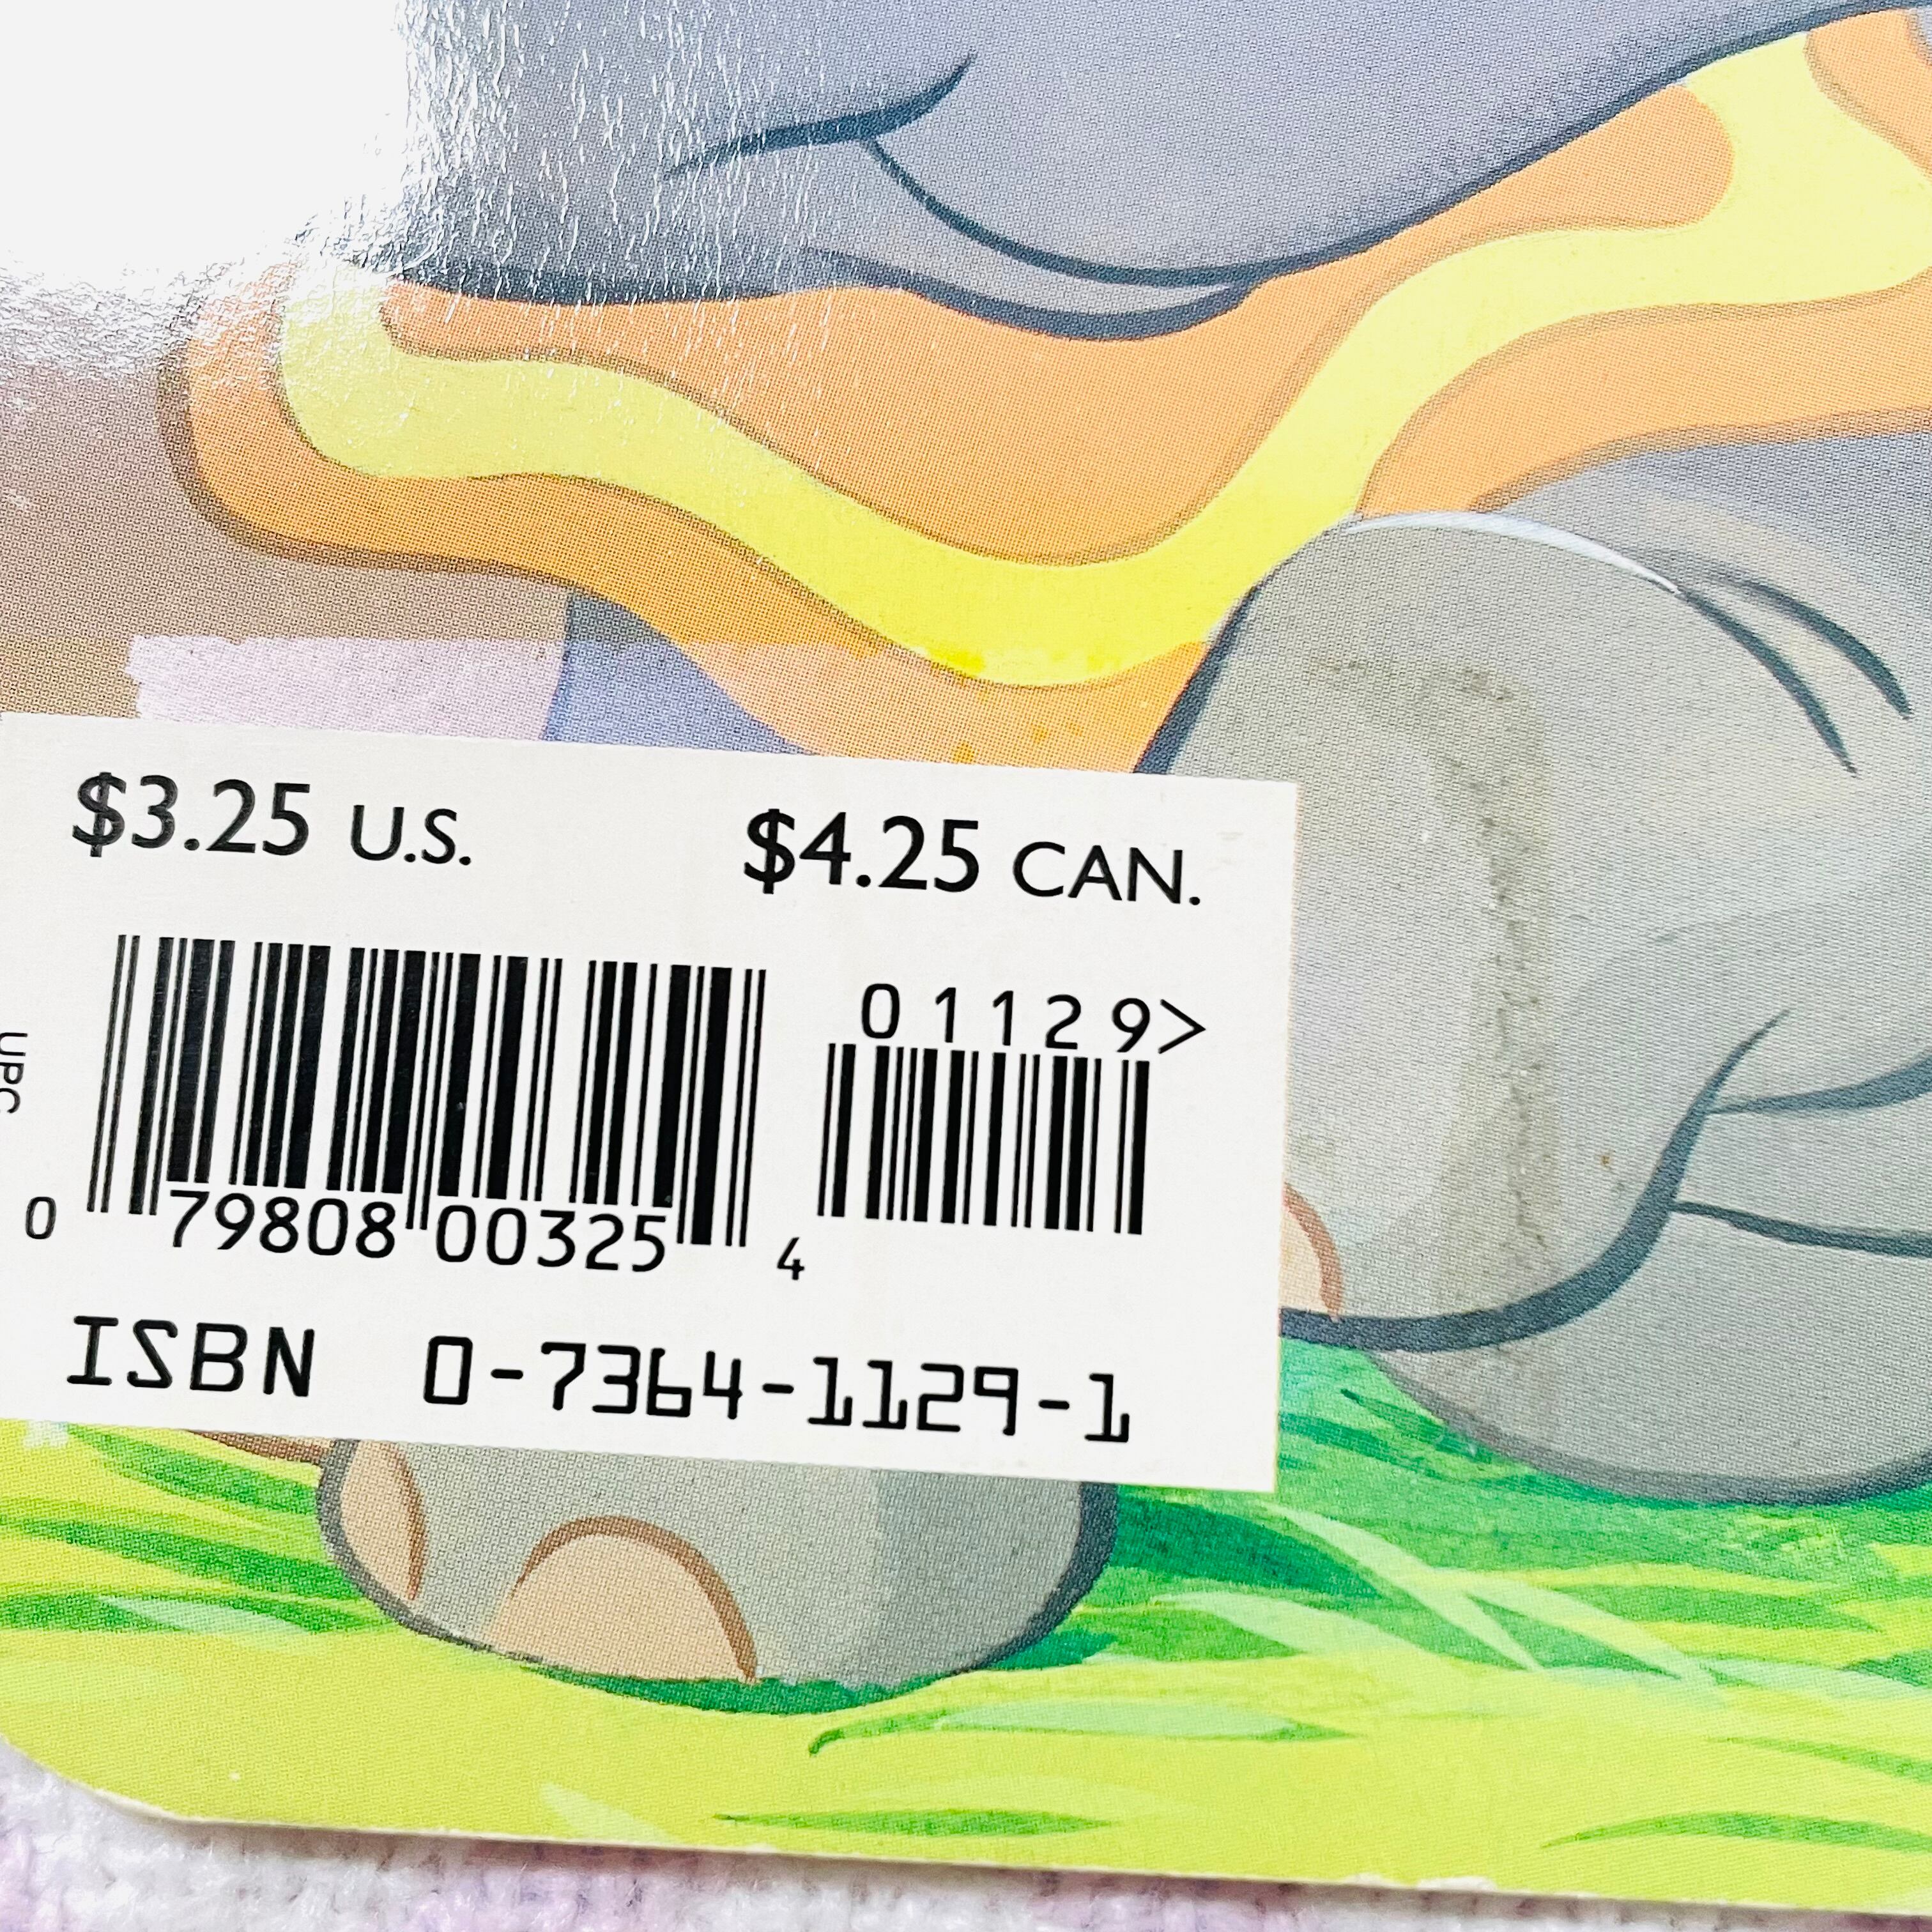 $3.25 U.S. $4.25 CAN.
01129>
UPC
0 79808 00325 4
ISBN 0-7364-1129-1